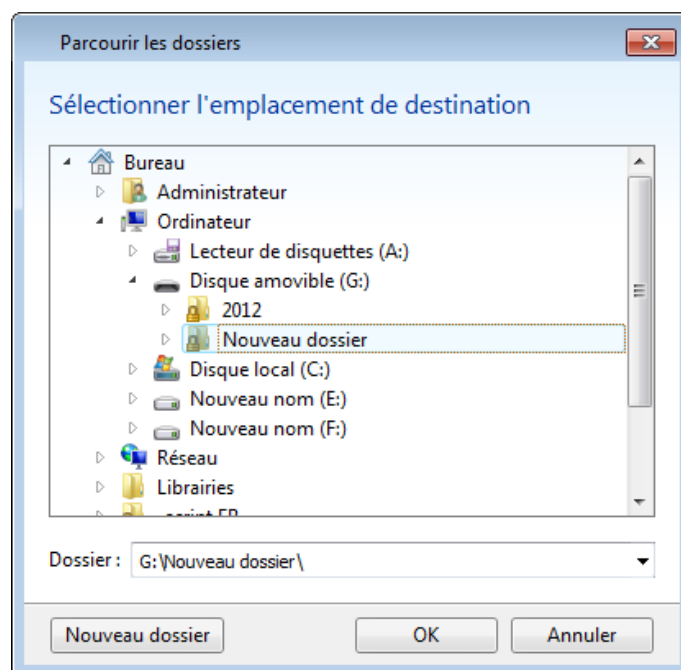 Parcourir les dossiers
Sélectionner l'emplacement de destination
Bureau
Administrateur
Ordinateur
Lecteur de disquettes (A:)
Disque amovible (G:)
2012
Nouveau dossier
Disque local (C:)
Nouveau nom (E:)
Nouveau nom (F:)
Réseau
Librairies
Dossier : G:\Nouveau dossier\
Nouveau dossier OK Annuler